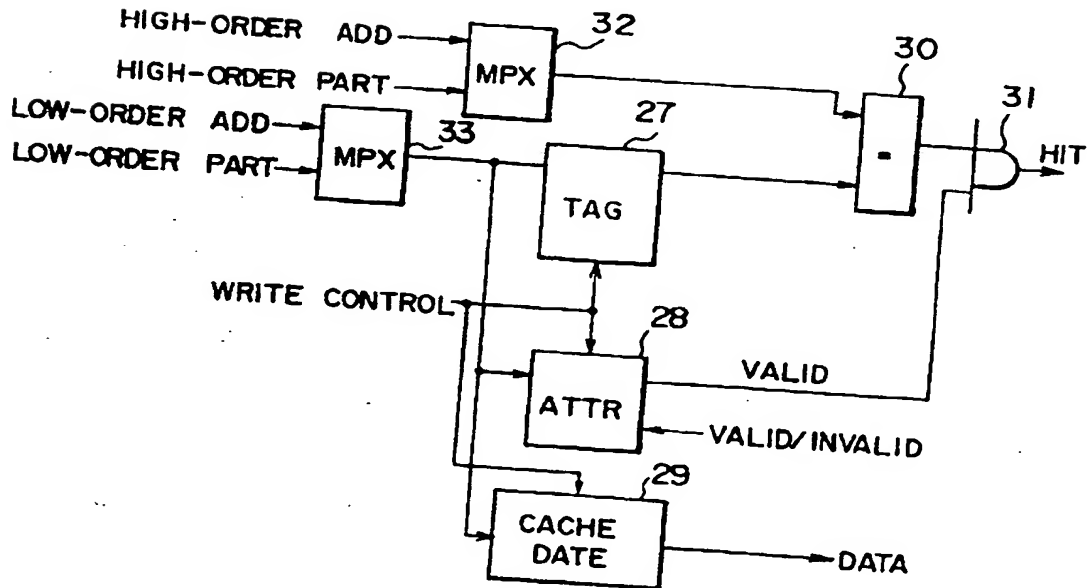 HIGH-ORDER ADD
32
30
HIGH-ORDER PART
MPX
31
LOW-ORDER ADD
33
27
HIT
LOW-ORDER PART
MPX
=
TAG
WRITE CONTROL
28
VALID
ATTR
VALID/INVALID
29
CACHE
DATE
DATA